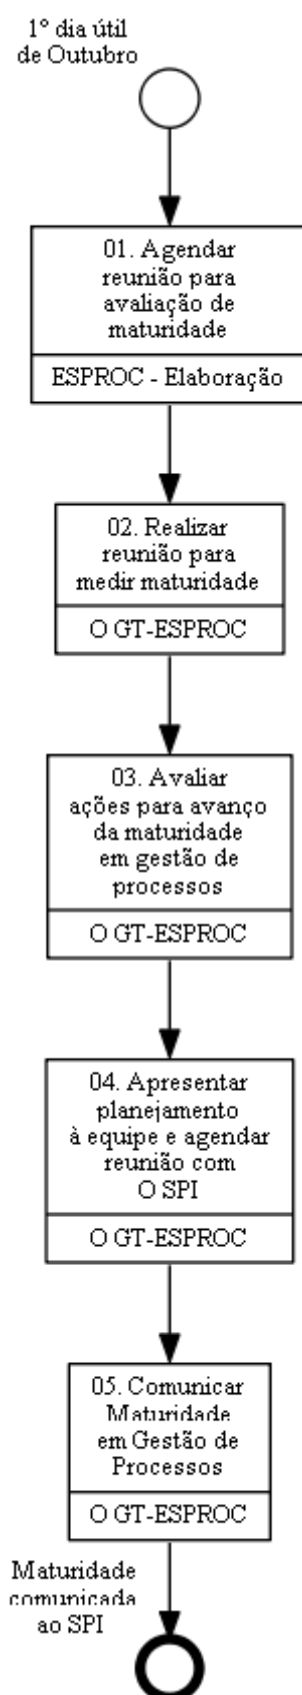 1º dia útil
de Outubro
01. Agendar
reunião para
avaliação de
maturidade
ESPROC - Elaboração
02. Realizar
reunião para
medir maturidade
O GT-ESPROC
03. Avaliar
ações para avanço
da maturidade
em gestão de
processos
O GT-ESPROC
04. Apresentar
planejamento
à equipe e agendar
reunião com
O SPI
O GT-ESPROC
05. Comunicar
Maturidade
em Gestão de
Processos
O GT-ESPROC
Maturidade
comunicada
ao SPI